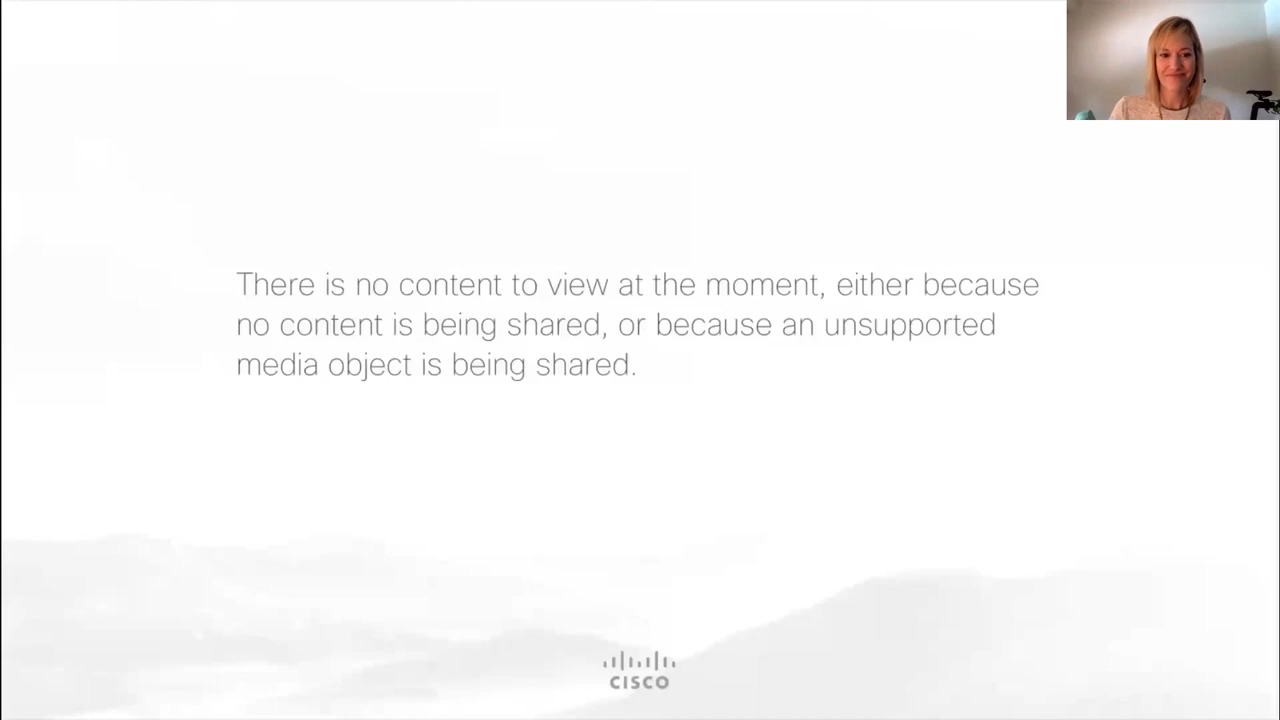 There is no content to view at the moment, either because
no content is being shared, or because an unsupported
media object is being shared.
CISCO